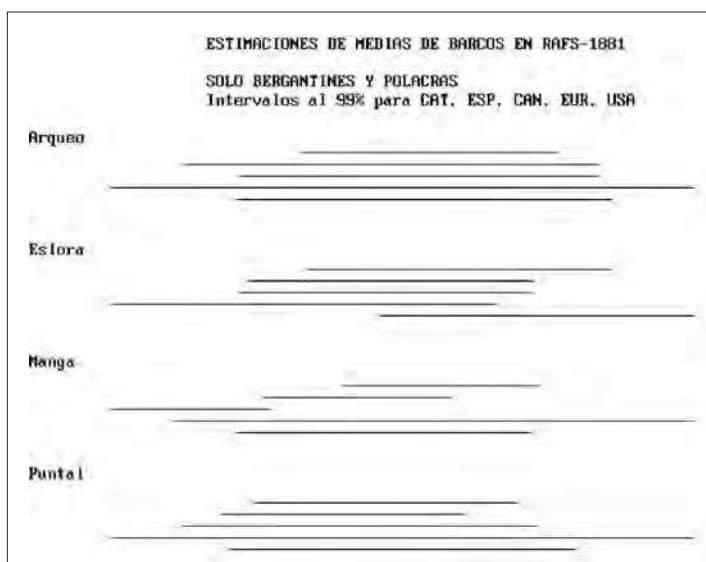 ESTIMACIONES DE MEDIAS DE BARCOS EN RAFS-1881
SOLO BERGANTINES Y POLACRAS
Intervalos al 99% para CAT, ESP, CAN, EUR, USA
Arqueo
Eslora
Manga
Puntal